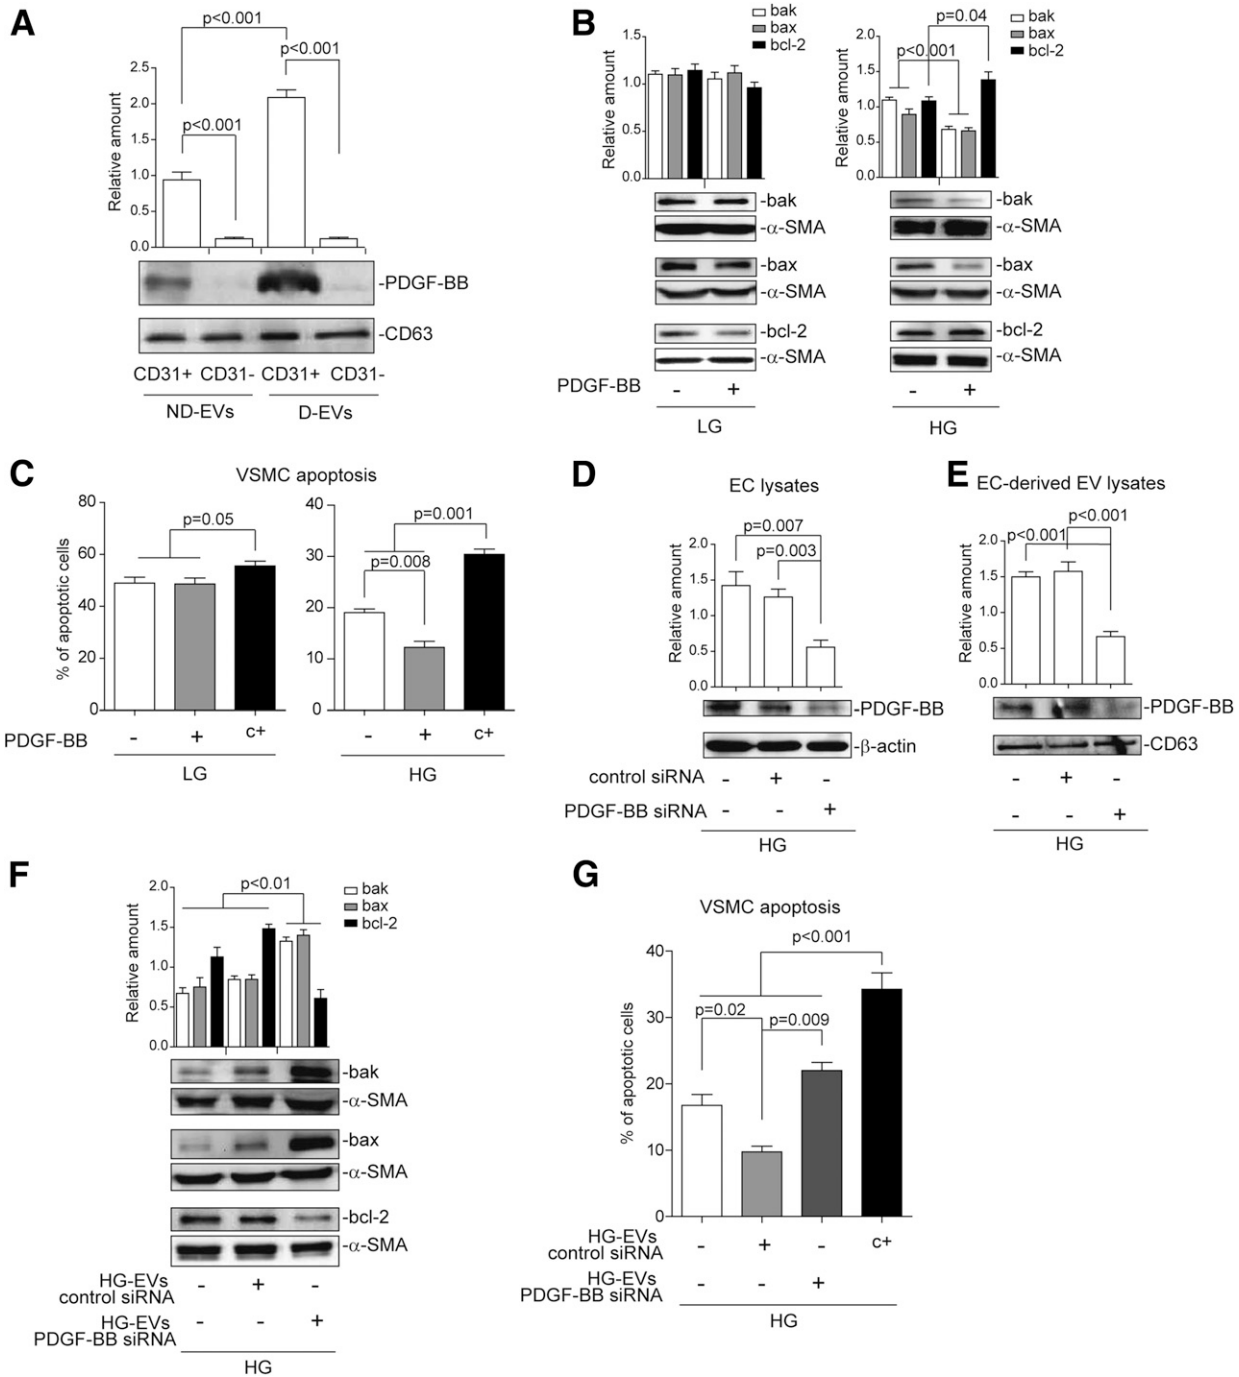 A
p<0.001
p<0.001
p<0.001
Relative amount
2.5
2.0
1.5
1.0
0.5
0.0
-PDGF-BB
-CD63
CD31+ CD31- CD31+ CD31-
ND-EVs D-EVs
B
bak
bax
bcl-2
Relative amount
1.5
1.0
0.5
0.0
-bak
-α-SMA
-bax
-α-SMA
-bcl-2
-α-SMA
PDGF-BB - +
LG
p=0.04
p<0.001
bak
bax
bcl-2
Relative amount
2.0
1.5
1.0
0.5
0.0
-bak
-α-SMA
-bax
-α-SMA
-bcl-2
-α-SMA
- +
HG
C
VSMC apoptosis
% of apoptotic cells
80
60
40
20
0
p=0.05
PDGF-BB - + c+
LG
40
30
20
10
0
p=0.001
p=0.008
- + c+
HG
D
EC lysates
p=0.007
p=0.003
Relative amount
2.0
1.5
1.0
0.5
0.0
-PDGF-BB
-β-actin
control siRNA - + -
PDGF-BB siRNA - - +
HG
E
EC-derived EV lysates
p<0.001
p<0.001
Relative amount
2.0
1.5
1.0
0.5
0.0
-PDGF-BB
-CD63
- + -
- - +
HG
F
p<0.01
bak
bax
bcl-2
Relative amount
2.0
1.5
1.0
0.5
0.0
-bak
-α-SMA
-bax
-α-SMA
-bcl-2
-α-SMA
HG-EVs
control siRNA - + -
HG-EVs
PDGF-BB siRNA - - +
HG
G
VSMC apoptosis
p<0.001
p=0.02
p=0.009
% of apoptotic cells
40
30
20
10
0
HG-EVs
control siRNA - + - c+
HG-EVs
PDGF-BB siRNA - - +
HG